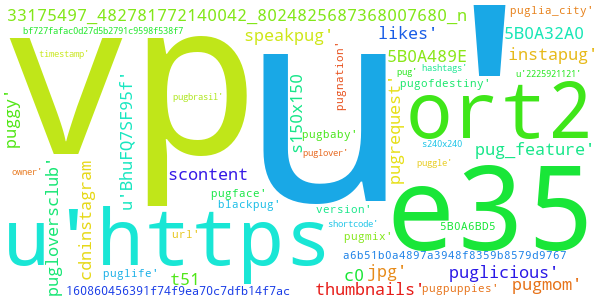 33175497_482781772140042_8024825687368007680_n
puglia_city'
bf727fafac0d27d5b2791c9598f538f7
speakpug'
likes'
5B0A32A0
timestamp'
vp
u'
5B0A489E
instapug'
pugnation'
pug'
hashtags'
u'2225921121'
pugbrasil'
s150x150
pugofdestiny'
ort2
puggy'
u'BhuFQ7SF95f'
pugbaby'
pugrequest'
s240x240
puglover'
pug_feature'
owner'
cdninstagram
scontent
puggle'
e35
pugloversclub'
pugface'
blackpug'
version'
u'https
shortcode'
5B0A6BD5
url'
pugmix'
a6b51b0a4897a3948f8359b8579d9767
puglife'
t51
c0
jpg'
puglicious'
160860456391f74f9ea70c7dfb14f7ac
thumbnails'
pugpuppies'
pugmom'